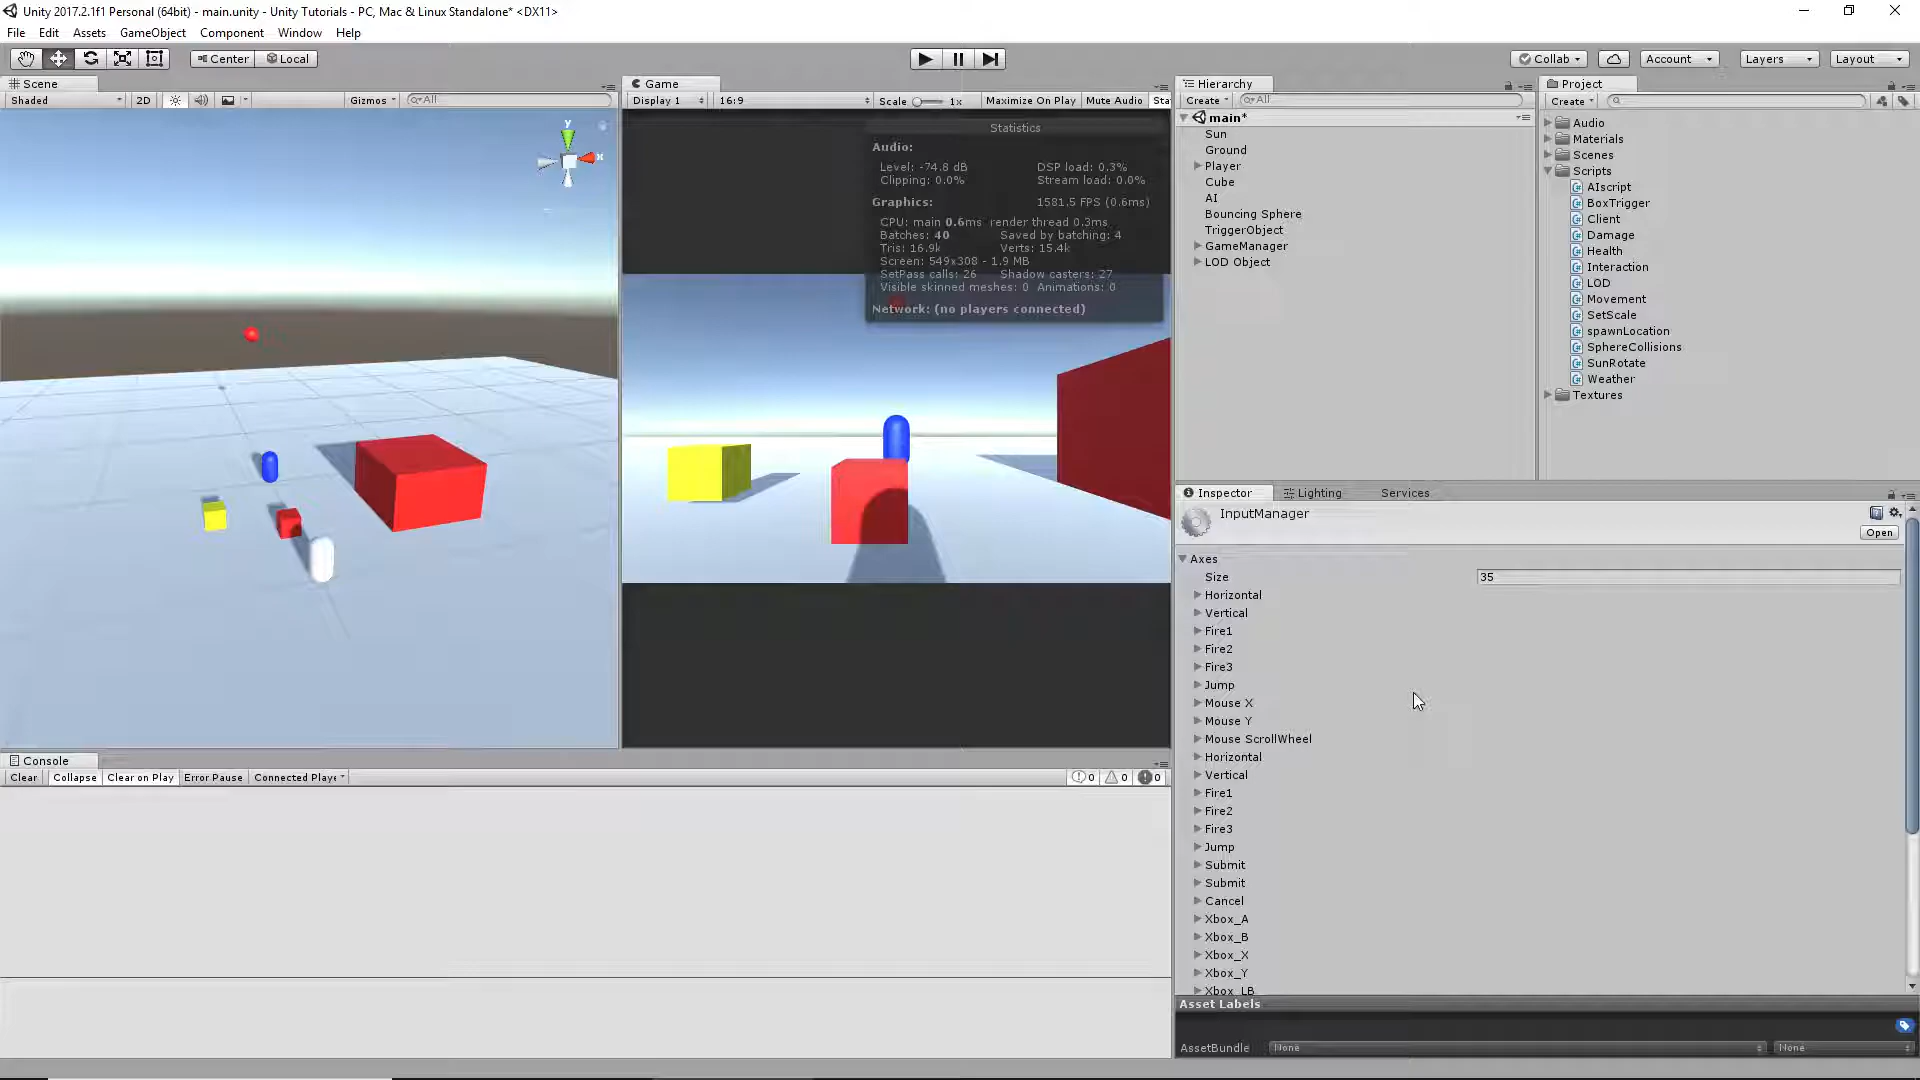 Unity 2017.2.1f1 Personal (64bit) - main.unity - Unity Tutorials - PC, Mac & Linux Standalone* <DX11>
File Edit Assets GameObject Component Window Help
Center Local Collab Account Layers Layout
Scene
Shaded 2D Gizmos All
Game
Display 1 16:9 Scale 1x Maximize On Play Mute Audio Sta
Statistics
Audio:
Level: -74.8 dB DSP load: 0.3%
Clipping: 0.0% Stream load: 0.0%
Graphics: 1581.5 FPS (0.6ms)
CPU: main 0.6ms render thread 0.3ms
Batches: 40 Saved by batching: 4
Tris: 16.9k Verts: 15.4k
Screen: 549x308 - 1.9 MB
SetPass calls: 26 Shadow casters: 27
Visible skinned meshes: 0 Animations: 0
Network: (no players connected)
y
x
Hierarchy
Create All
main*
Sun
Ground
Player
Cube
AI
Bouncing Sphere
TriggerObject
GameManager
LOD Object
Project
Create
Audio
Materials
Scenes
Scripts
AIscript
BoxTrigger
Client
Damage
Health
Interaction
LOD
Movement
SetScale
spawnLocation
SphereCollisions
SunRotate
Weather
Textures
Inspector Lighting Services
InputManager
Open
Axes
Size 35
Horizontal
Vertical
Fire1
Fire2
Fire3
Jump
Mouse X
Mouse Y
Mouse ScrollWheel
Horizontal
Vertical
Fire1
Fire2
Fire3
Jump
Submit
Submit
Cancel
Xbox_A
Xbox_B
Xbox_X
Xbox_Y
Xbox_LB
Asset Labels
AssetBundle None None
Console
Clear Collapse Clear on Play Error Pause Connected Playe 0 0 0